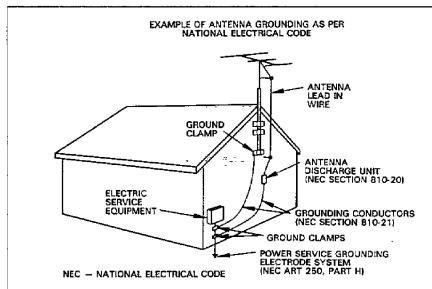 EXAMPLE OF ANTENNA GROUNDING AS PER
NATIONAL ELECTRICAL CODE
ANTENNA
LEAD IN
WIRE
GROUND
CLAMP
ANTENNA
DISCHARGE UNIT
(NEC SECTION 810-20)
ELECTRIC
SERVICE
EQUIPMENT
GROUNDING CONDUCTORS
(NEC SECTION 810-21)
GROUND CLAMPS
POWER SERVICE GROUNDING
ELECTRODE SYSTEM
(NEC ART 250, PART H)
NEC – NATIONAL ELECTRICAL CODE